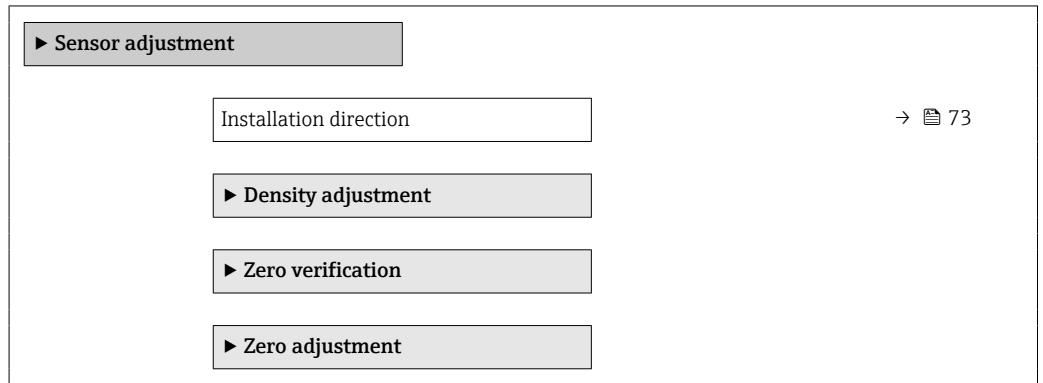 ▶ Sensor adjustment
Installation direction → 73
▶ Density adjustment
▶ Zero verification
▶ Zero adjustment